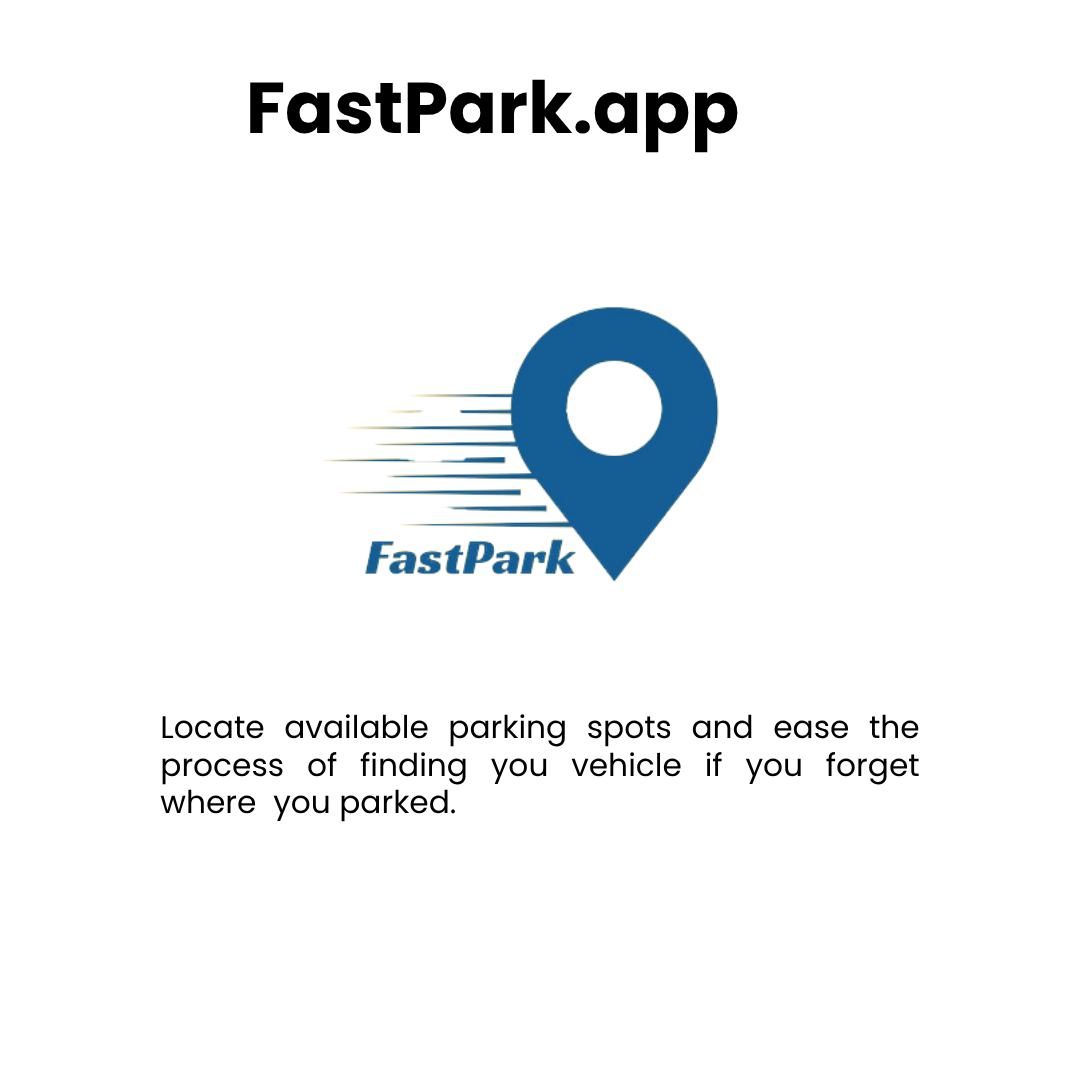 FastPark.app
FastPark
Locate available parking spots and ease the
process of finding you vehicle if you forget
where you parked.